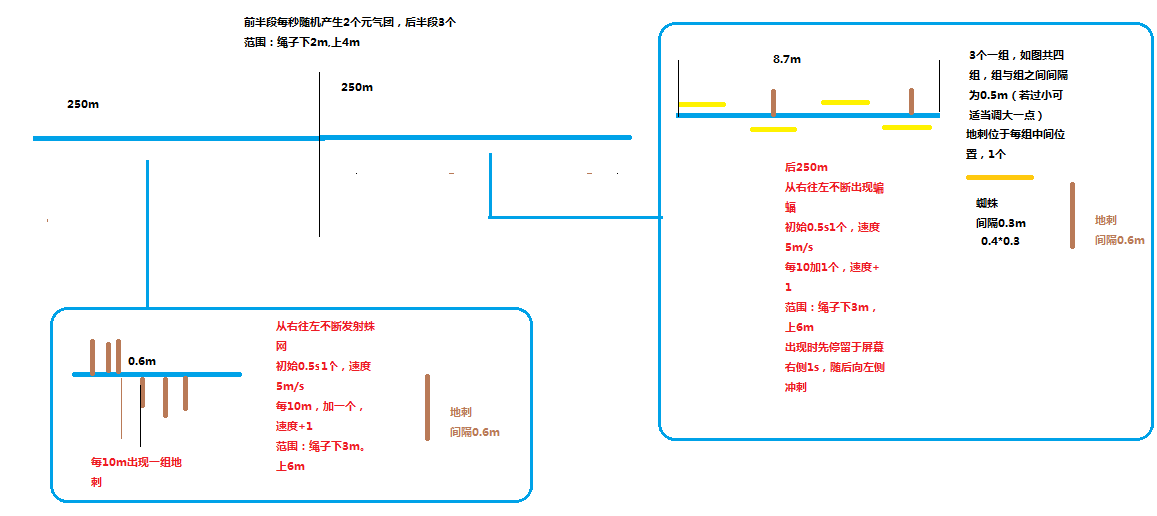 前半段每秒随机产生2个元气团，后半段3个
范围：绳子下2m,上4m
250m
250m
8.7m
3个一组，如图共四
组，组与组之间间隔
为0.5m（若过小可
适当调大一点）
地刺位于每组中间位
置，1个
后250m
从右往左不断出现蝙
蝠
初始0.5s1个，速度
5m/s
每10加1个，速度+
1
范围：绳子下3m，
上6m
出现时先停留于屏幕
右侧1s，随后向左侧
冲刺
蜘蛛
间隔0.3m
0.4*0.3
地刺
间隔0.6m
0.6m
每10m出现一组地
刺
从右往左不断发射蛛
网
初始0.5s1个，速度
5m/s
每10m，加一个，
速度+1
范围：绳子下3m。
上6m
地刺
间隔0.6m